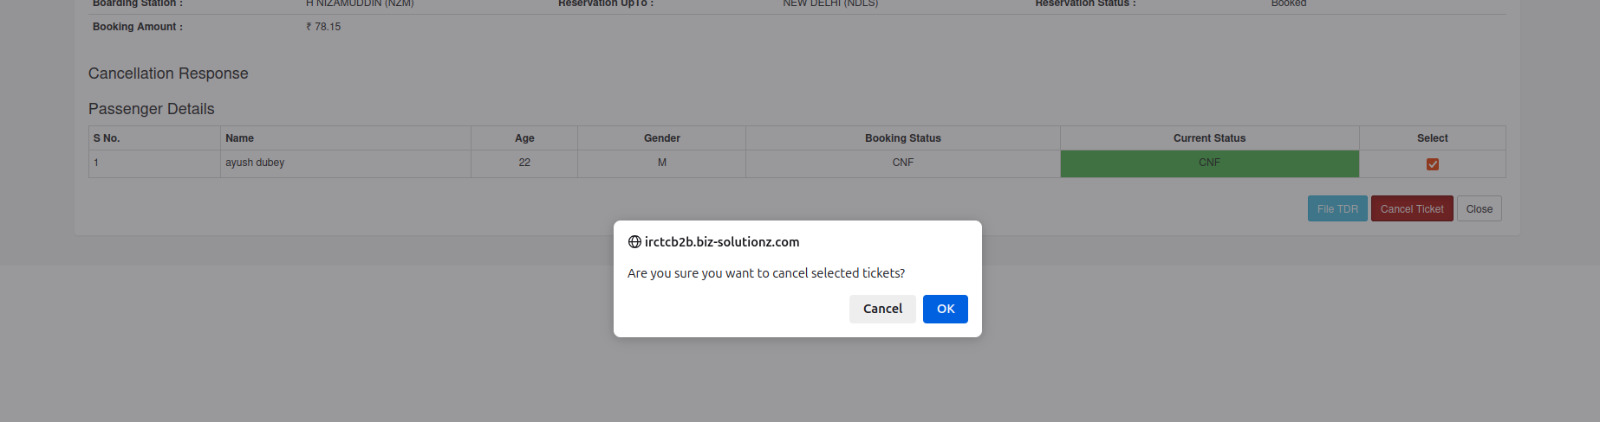 Boarding Station : H NIZAMUDDIN (NZM) Reservation UpTo : NEW DELHI (NDLS) Reservation Status : Booked
Booking Amount : ₹ 78.15
Cancellation Response
Passenger Details
S No. Name Age Gender Booking Status Current Status Select
1 ayush dubey 22 M CNF CNF
File TDR Cancel Ticket Close
irctcb2b.biz-solutionz.com
Are you sure you want to cancel selected tickets?
Cancel OK